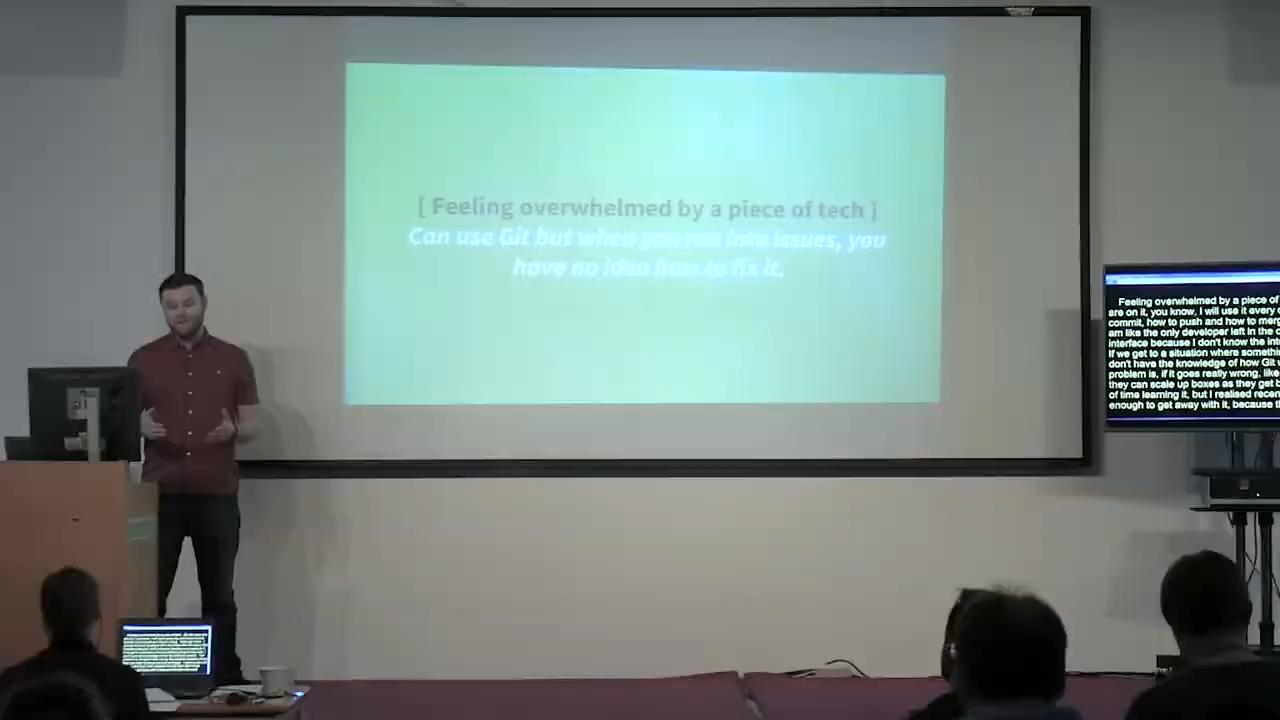 [ Feeling overwhelmed by a piece of tech ]
Can use Git but when you run into issues, you
have no idea how to fix it.
Feeling overwhelmed by a piece of
are on it, you know, I will use it every
commit, how to push and how to merg
am like the only developer left in the
interface because I don't know the int
If we get to a situation where somethi
don't have the knowledge of how Git
problem is, if it goes really wrong, like
they can scale up boxes as they get
of time learning it, but I realised recen
enough to get away with it, because